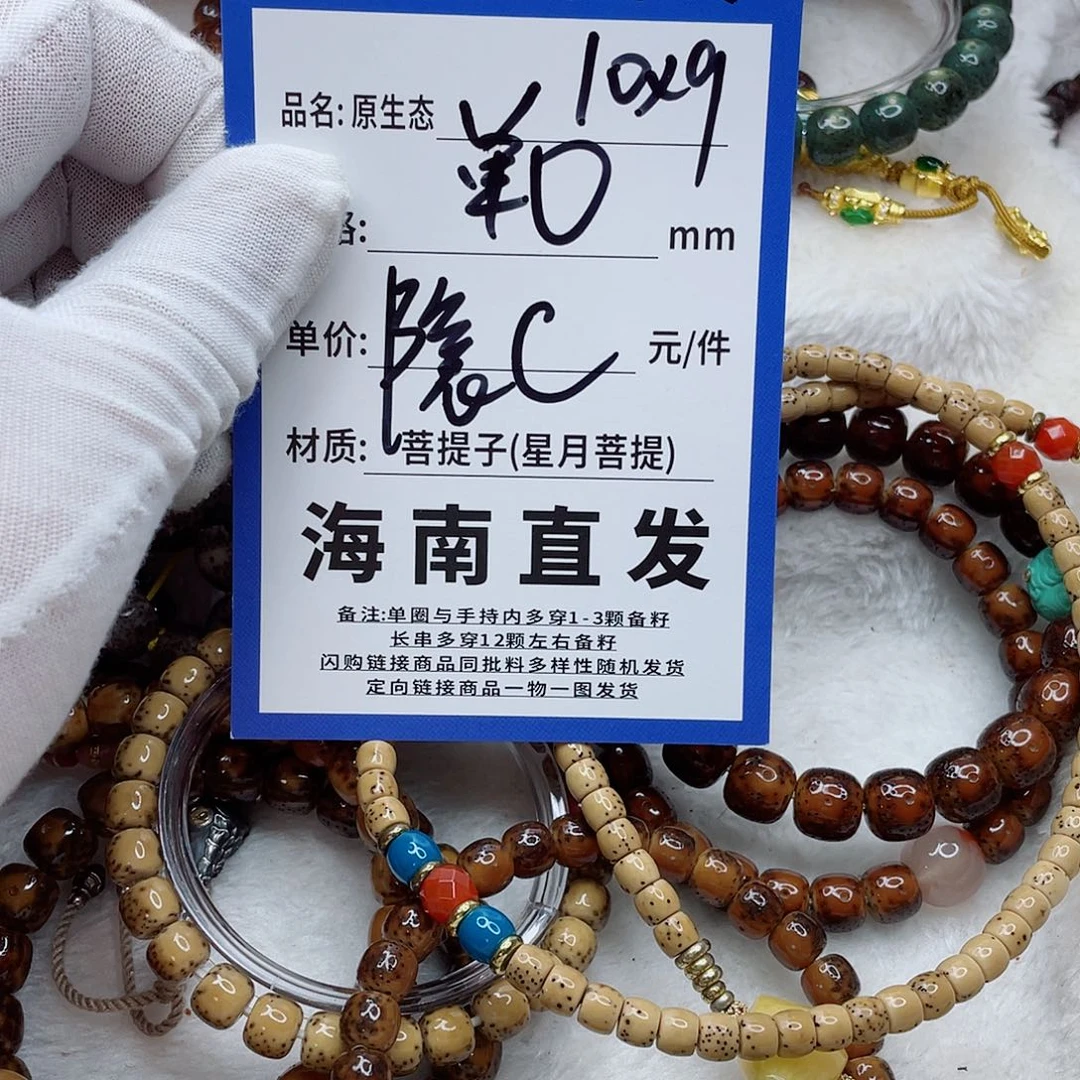 10x9
品名: 原生态
单O
格: mm
单价: 隐C 元/件
材质: 菩提子(星月菩提)
海南直发
备注:单圈与手持内多穿1-3颗备籽
长串多穿12颗左右备籽
闪购链接商品同批料多样性随机发货
定向链接商品一物一图发货